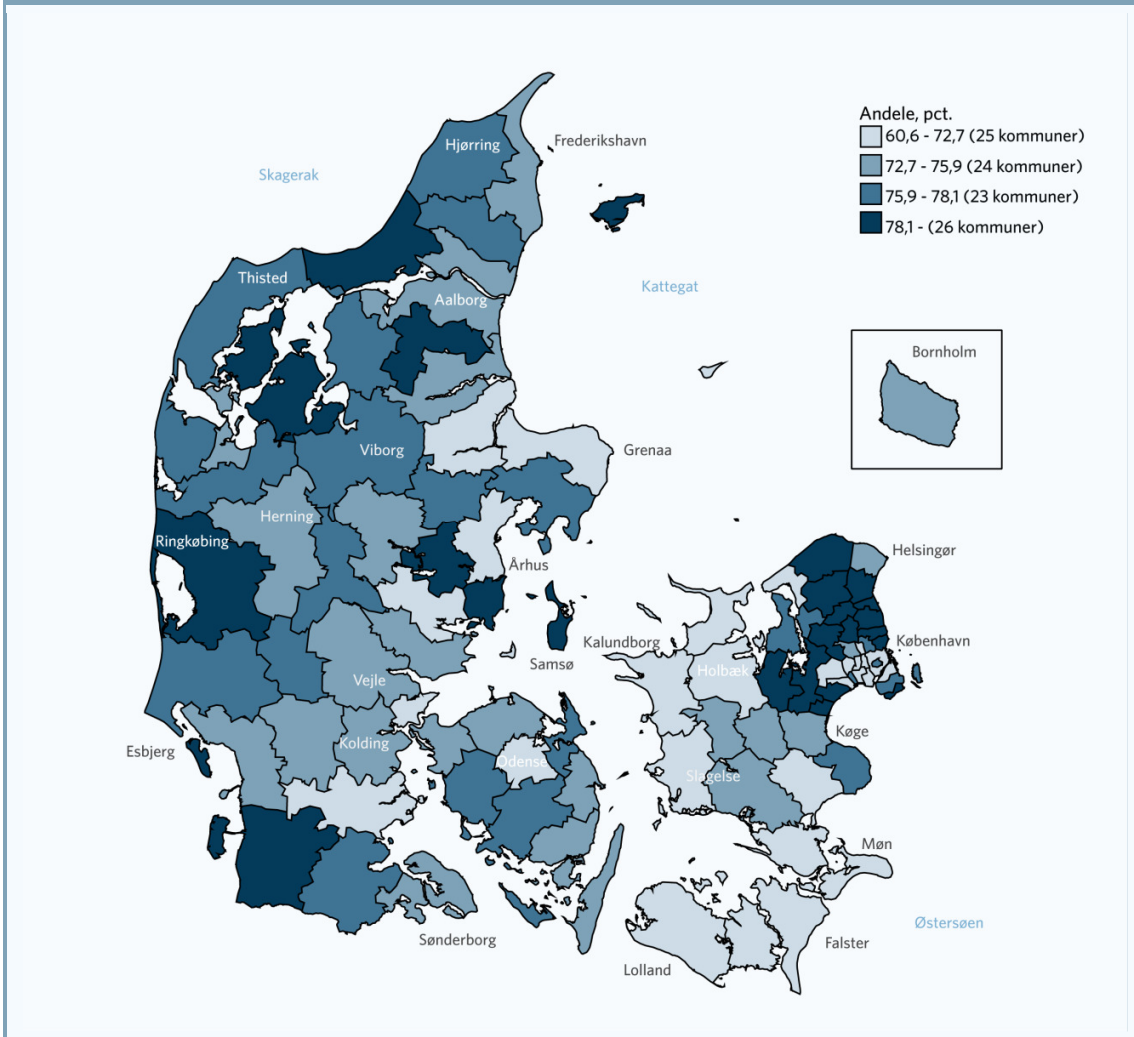 Andele, pct.
60,6 - 72,7 (25 kommuner)
72,7 - 75,9 (24 kommuner)
75,9 - 78,1 (23 kommuner)
78,1 - (26 kommuner)
Hjørring
Frederikshavn
Skagerak
Thisted
Kattegat
Aalborg
Bornholm
Viborg
Grenaa
Herning
Ringkøbing
Helsingør
Århus
Kalundborg
København
Samsø
Holbæk
Vejle
Køge
Kolding
Esbjerg
Odense
Slagelse
Møn
Østersøen
Sønderborg
Falster
Lolland